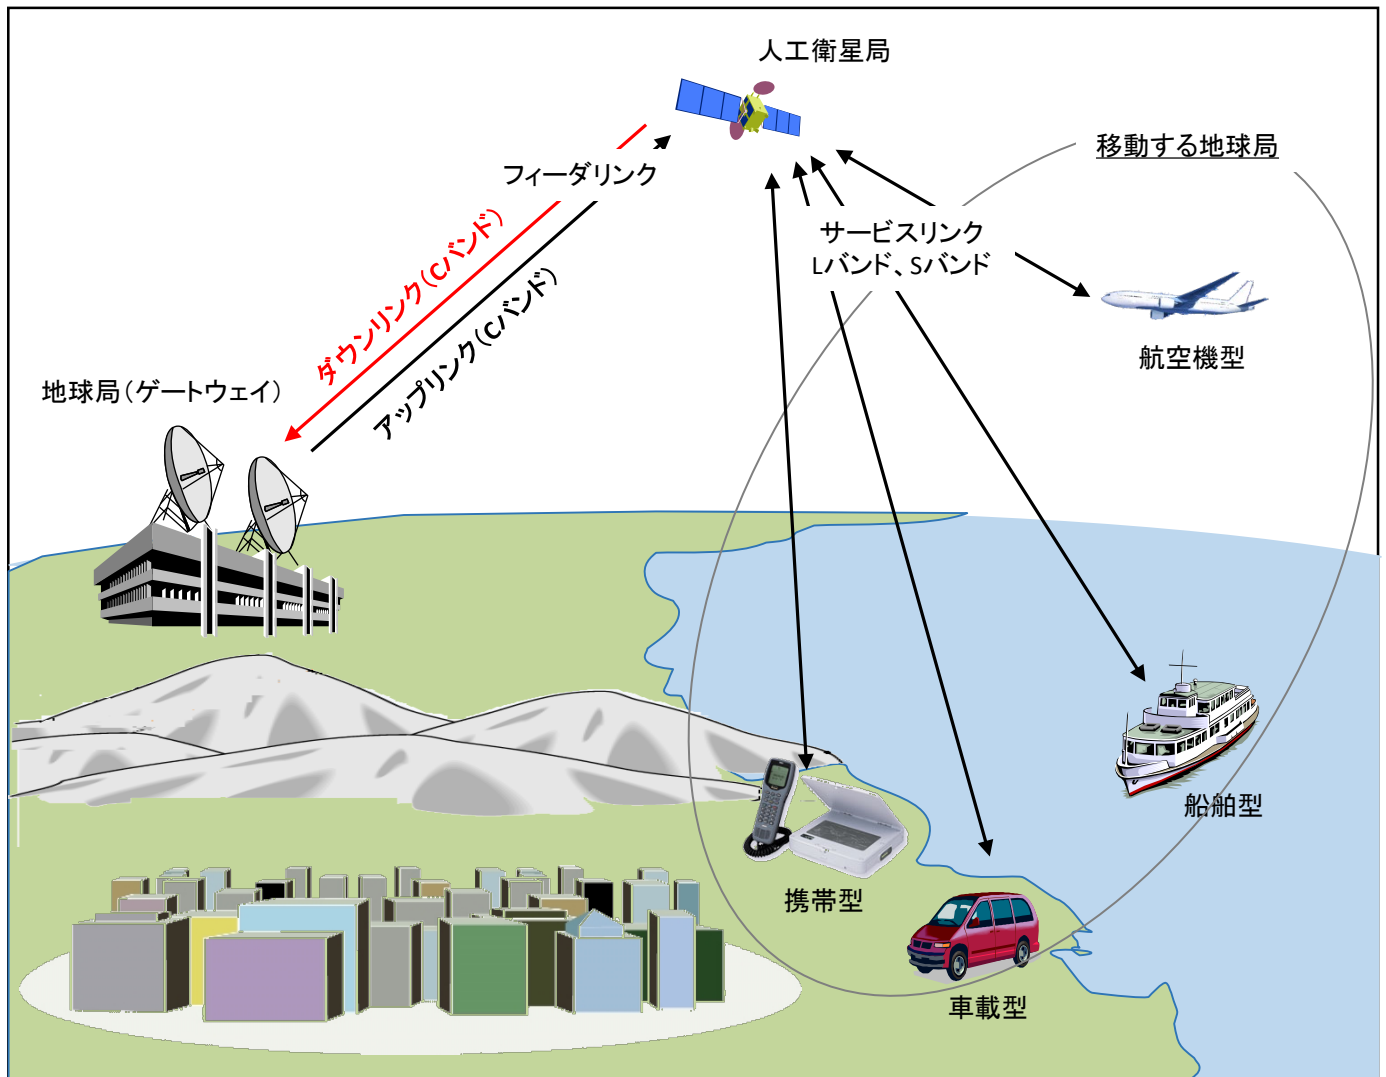 人工衛星局
移動する地球局
フィーダリンク
サービスリンク
Lバンド、Sバンド
ダウンリンク(Cバンド)
アップリンク(Cバンド)
航空機型
地球局(ゲートウェイ)
船舶型
携帯型
車載型